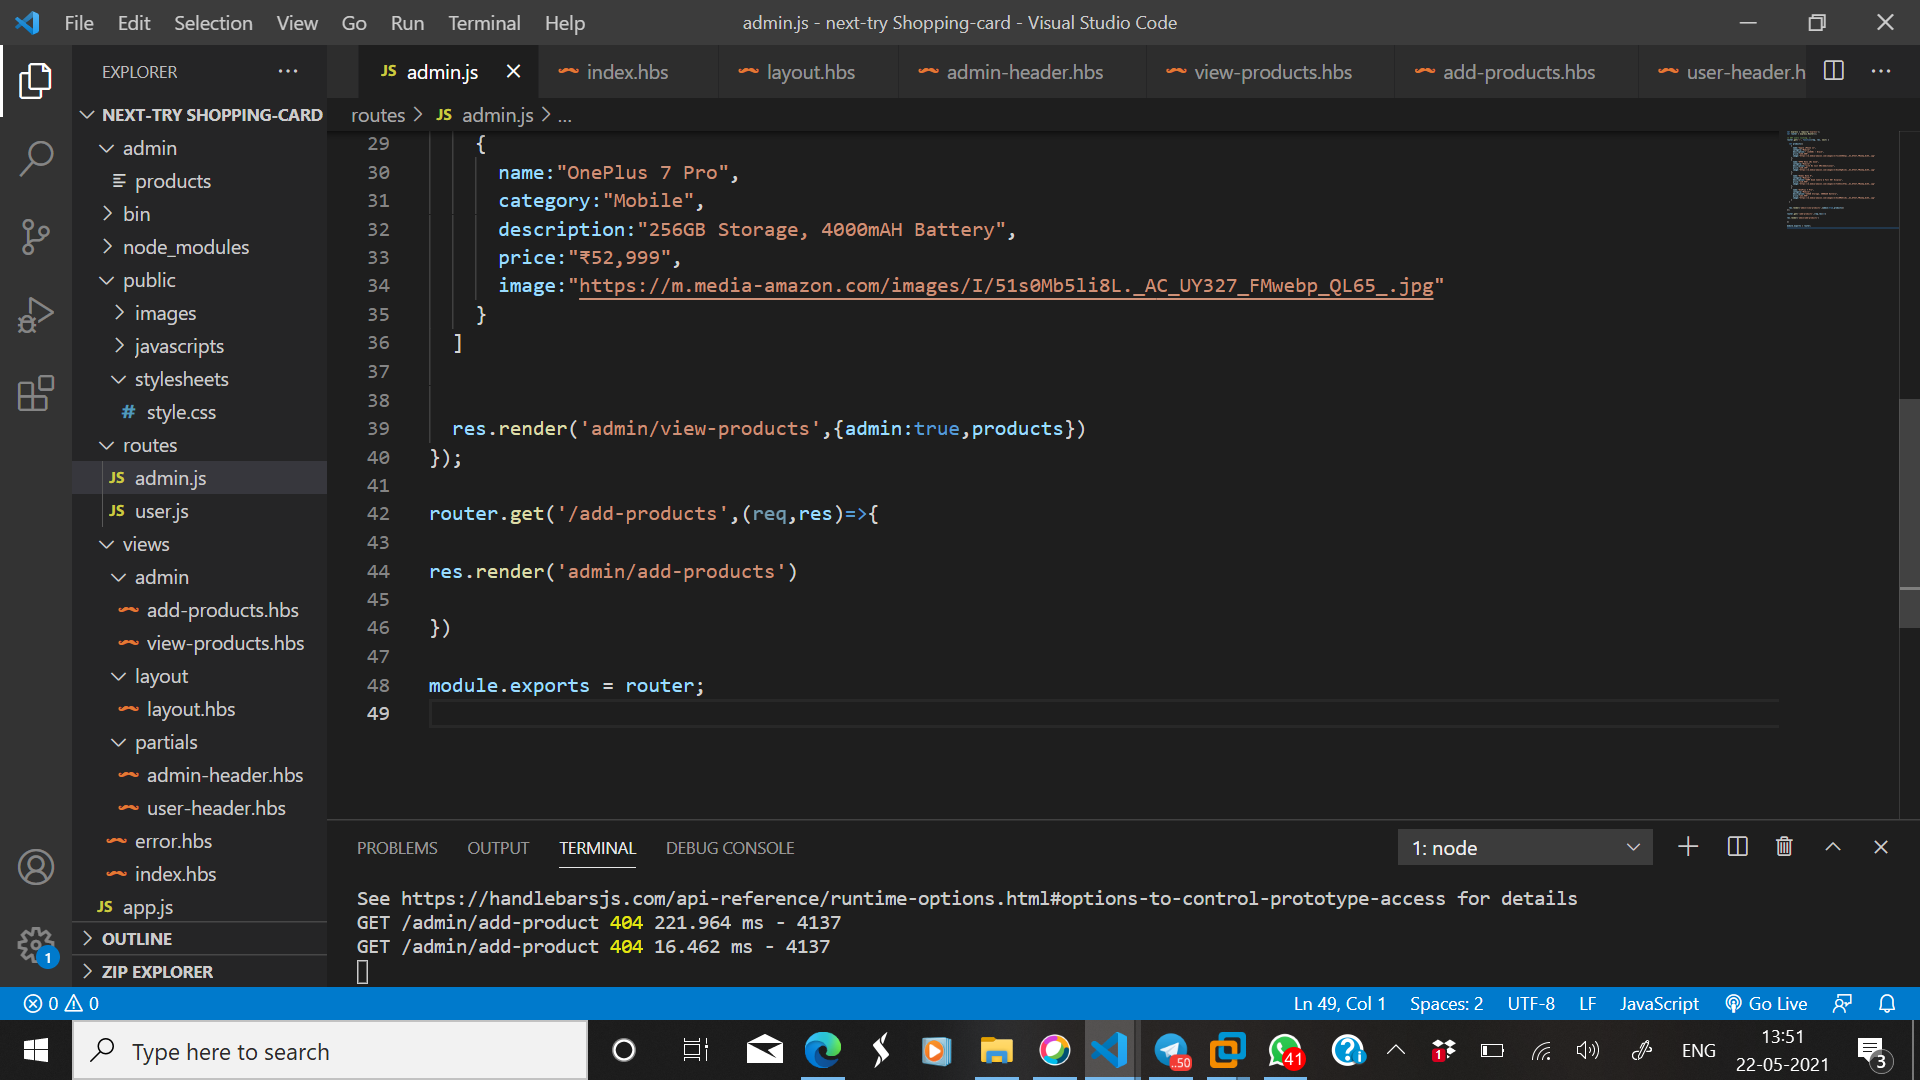 File Edit Selection View Go Run Terminal Help
admin.js - next-try Shopping-card - Visual Studio Code
EXPLORER
NEXT-TRY SHOPPING-CARD
admin
products
bin
node_modules
public
images
javascripts
stylesheets
# style.css
routes
JS admin.js
JS user.js
views
admin
add-products.hbs
view-products.hbs
layout
layout.hbs
partials
admin-header.hbs
user-header.hbs
error.hbs
index.hbs
JS app.js
OUTLINE
ZIP EXPLORER
1
JS admin.js index.hbs layout.hbs admin-header.hbs view-products.hbs add-products.hbs user-header.h
routes > JS admin.js > ...
29 {
30 name:"OnePlus 7 Pro",
31 category:"Mobile",
32 description:"256GB Storage, 4000mAH Battery",
33 price:"₹52,999",
34 image:"https://m.media-amazon.com/images/I/51s0Mb5li8L._AC_UY327_FMwebp_QL65_.jpg"
35 }
36 ]
37
38
39 res.render('admin/view-products',{admin:true,products})
40 });
41
42 router.get('/add-products',(req,res)=>{
43
44 res.render('admin/add-products')
45
46 })
47
48 module.exports = router;
49
PROBLEMS OUTPUT TERMINAL DEBUG CONSOLE 1: node
See https://handlebarsjs.com/api-reference/runtime-options.html#options-to-control-prototype-access for details
GET /admin/add-product 404 221.964 ms - 4137
GET /admin/add-product 404 16.462 ms - 4137
0 0 Ln 49, Col 1 Spaces: 2 UTF-8 LF JavaScript Go Live
Type here to search
..50
41
1
ENG
13:51
22-05-2021
3